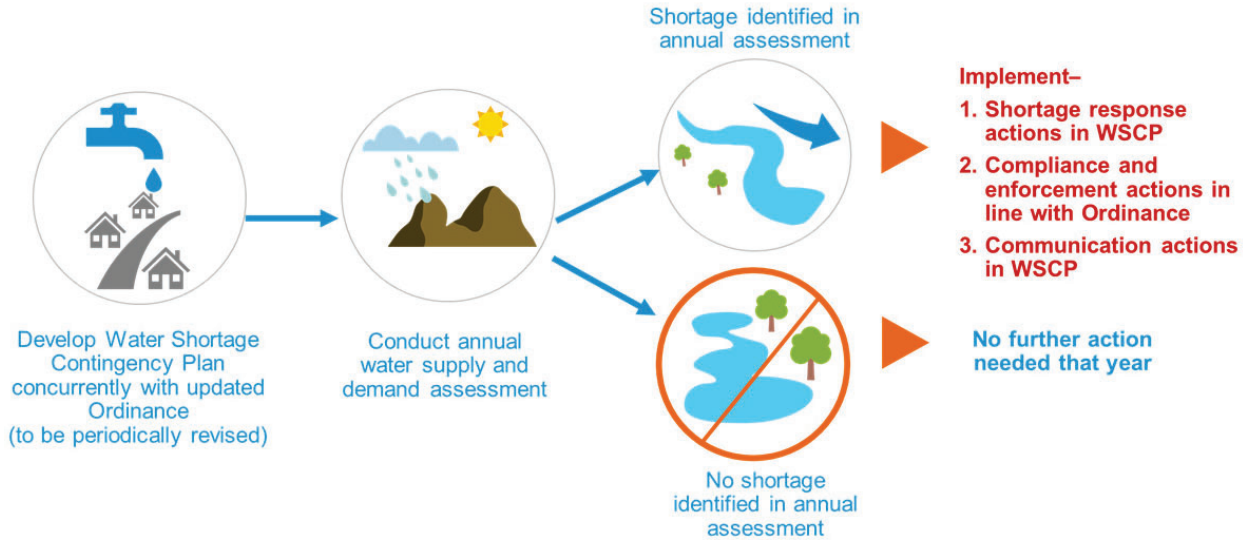 Develop Water Shortage
Contingency Plan
concurrently with updated
Ordinance
(to be periodically revised)
Conduct annual
water supply and
demand assessment
Shortage identified in
annual assessment
Implement–
1. Shortage response
actions in WSCP
2. Compliance and
enforcement actions in
line with Ordinance
3. Communication actions
in WSCP
No shortage
identified in annual
assessment
No further action
needed that year